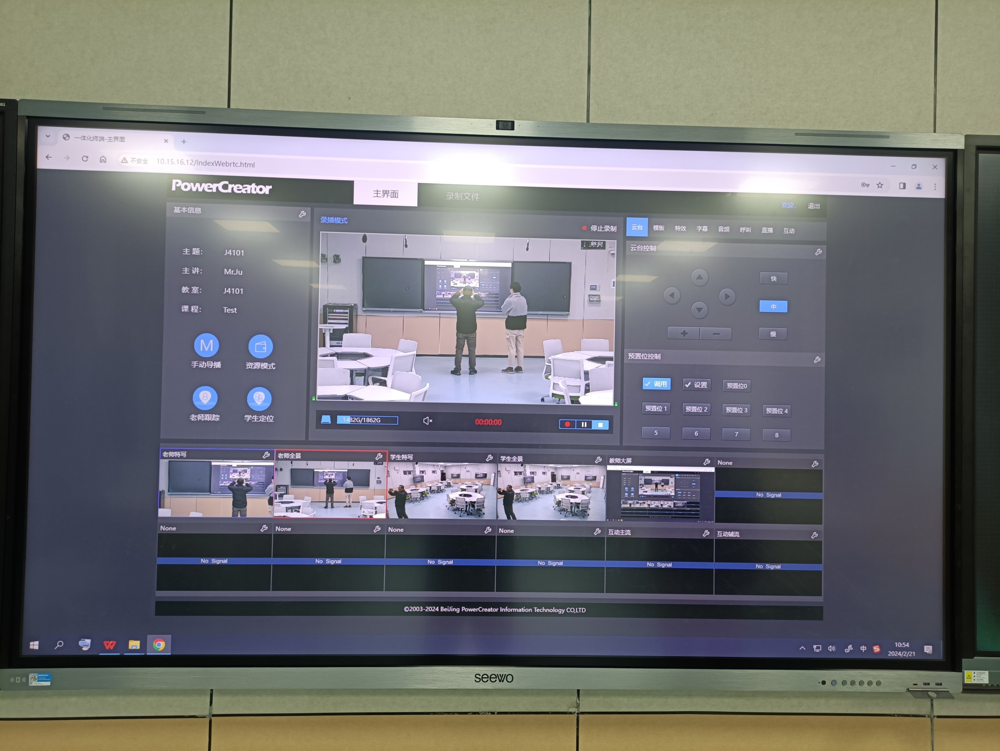 一体化终端-主界面
不安全
10.15.16.12/indexWebrtc.html
PowerCreator
主界面
录制文件
欢迎,
退出
基本信息
主 题:
J4101
主 讲:
MrJu
教 室:
J4101
课 程:
Test
M
手动导播
资源模式
老师跟踪
学生定位
录播模式
停止录制
1482G/1862G
00:00:00
云台
模板
特效
字幕
音频
呼叫
直播
互动
云台控制
快
中
慢
预置位控制
调用
设置
预置位0
预置位 1
预置位 2
预置位 3
预置位 4
5
6
7
8
老师特写
老师全景
学生特写
学生全景
教师大屏
None
No Signal
None
None
None
None
互动主流
互动辅流
No Signal
No Signal
No Signal
No Signal
No Signal
No Signal
©2003-2024 BeiJing PowerCreator Information Technology CO,LTD
中
10:54
2024/2/21
seewo